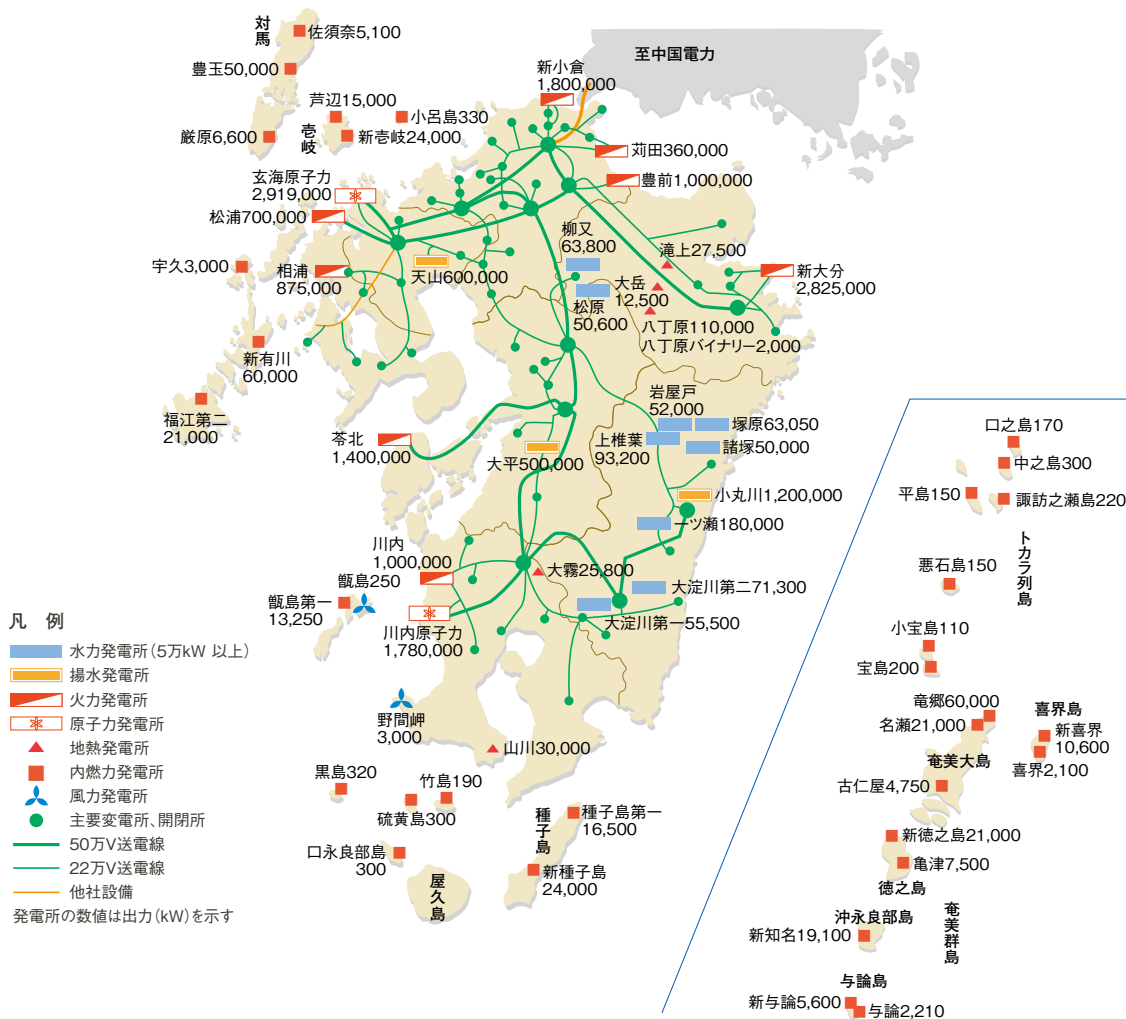 対馬
佐須奈5,100
豊玉50,000
芦辺15,000
小呂島330
厳原6,600
壱岐
新壱岐24,000
至中国電力
新小倉
1,800,000
苅田360,000
豊前1,000,000
玄海原子力
2,919,000
松浦700,000
宇久3,000
相浦
875,000
天山600,000
柳又
63,800
滝上27,500
大岳
12,500
松原
50,600
新大分
2,825,000
八丁原110,000
八丁原バイナリー2,000
新有川
60,000
福江第二
21,000
苓北
1,400,000
岩屋戸
52,000
塚原63,050
上椎葉
93,200
諸塚50,000
大平500,000
小丸川1,200,000
一ツ瀬180,000
川内
1,000,000
大霧25,800
甑島250
甑島第一
13,250
大淀川第二71,300
大淀川第一55,500
川内原子力
1,780,000
野間岬
3,000
山川30,000
黒島320
竹島190
硫黄島300
種子島
種子島第一
16,500
口永良部島
300
新種子島
24,000
屋久島
凡 例
水力発電所(5万kW 以上)
揚水発電所
火力発電所
原子力発電所
地熱発電所
内燃力発電所
風力発電所
主要変電所、開閉所
50万V送電線
22万V送電線
他社設備
発電所の数値は出力(kW)を示す
口之島170
中之島300
平島150
諏訪之瀬島220
トカラ列島
悪石島150
小宝島110
宝島200
竜郷60,000
名瀬21,000
喜界島
新喜界
10,600
喜界2,100
奄美大島
古仁屋4,750
新徳之島21,000
亀津7,500
徳之島
奄美群島
沖永良部島
新知名19,100
与論島
新与論5,600
与論2,210